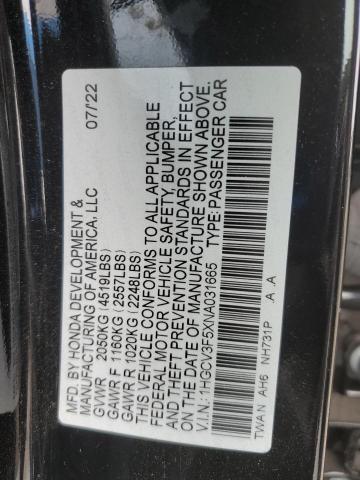 MFD. BY HONDA DEVELOPMENT &
MANUFACTURING OF AMERICA, LLC 07/22
GVWR 2050KG (4519LBS)
GAWR F 1160KG (2557LBS)
GAWR R 1020KG (2248LBS)
THIS VEHICLE CONFORMS TO ALL APPLICABLE
FEDERAL MOTOR VEHICLE SAFETY, BUMPER,
AND THEFT PREVENTION STANDARDS IN EFFECT
ON THE DATE OF MANUFACTURE SHOWN ABOVE.
V.I.N.: 1HGCV3F5XNA031665 TYPE: PASSENGER CAR
TWA N AH6 NH731P A .A